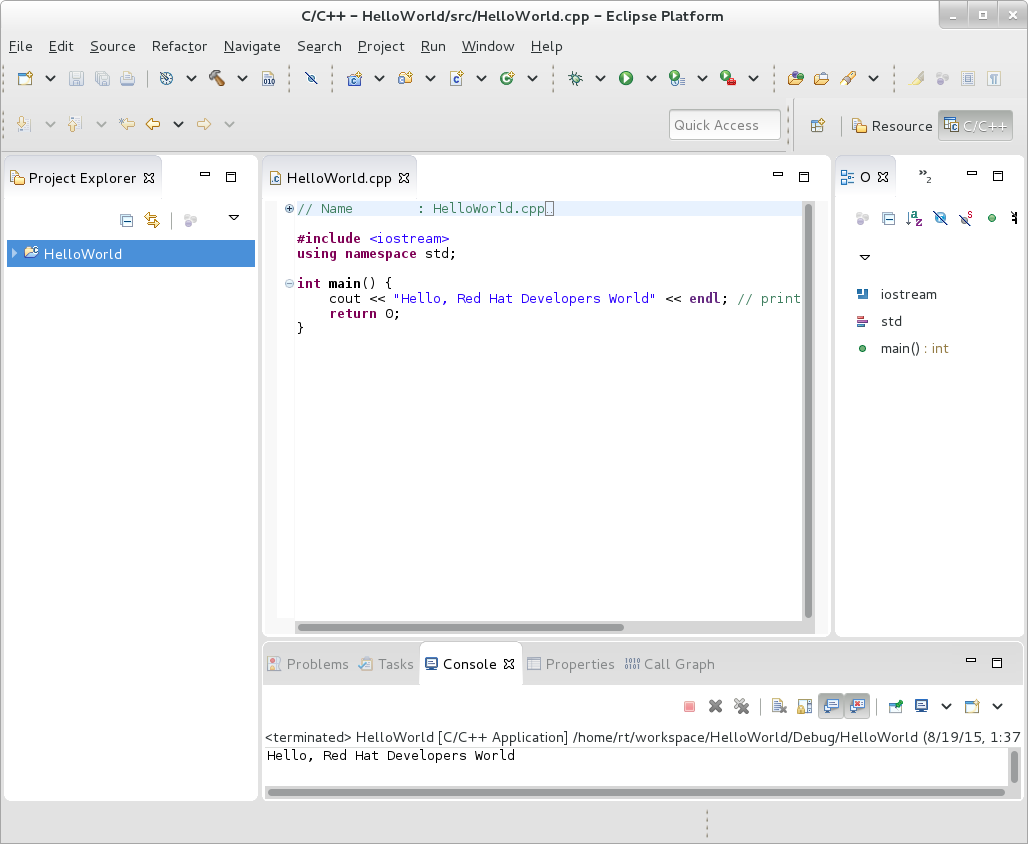 C/C++ – HelloWorld/src/HelloWorld.cpp – Eclipse Platform
File Edit Source Refactor Navigate Search Project Run Window Help
010
Quick Access Resource C/C++
Project Explorer
HelloWorld
HelloWorld.cpp
// Name        : HelloWorld.cpp
#include <iostream>
using namespace std;
int main() {
    cout << "Hello, Red Hat Developers World" << endl; // print
    return 0;
}
O »2
iostream
std
main() : int
Problems Tasks Console Properties Call Graph
<terminated> HelloWorld [C/C++ Application] /home/rt/workspace/HelloWorld/Debug/HelloWorld (8/19/15, 1:37
Hello, Red Hat Developers World